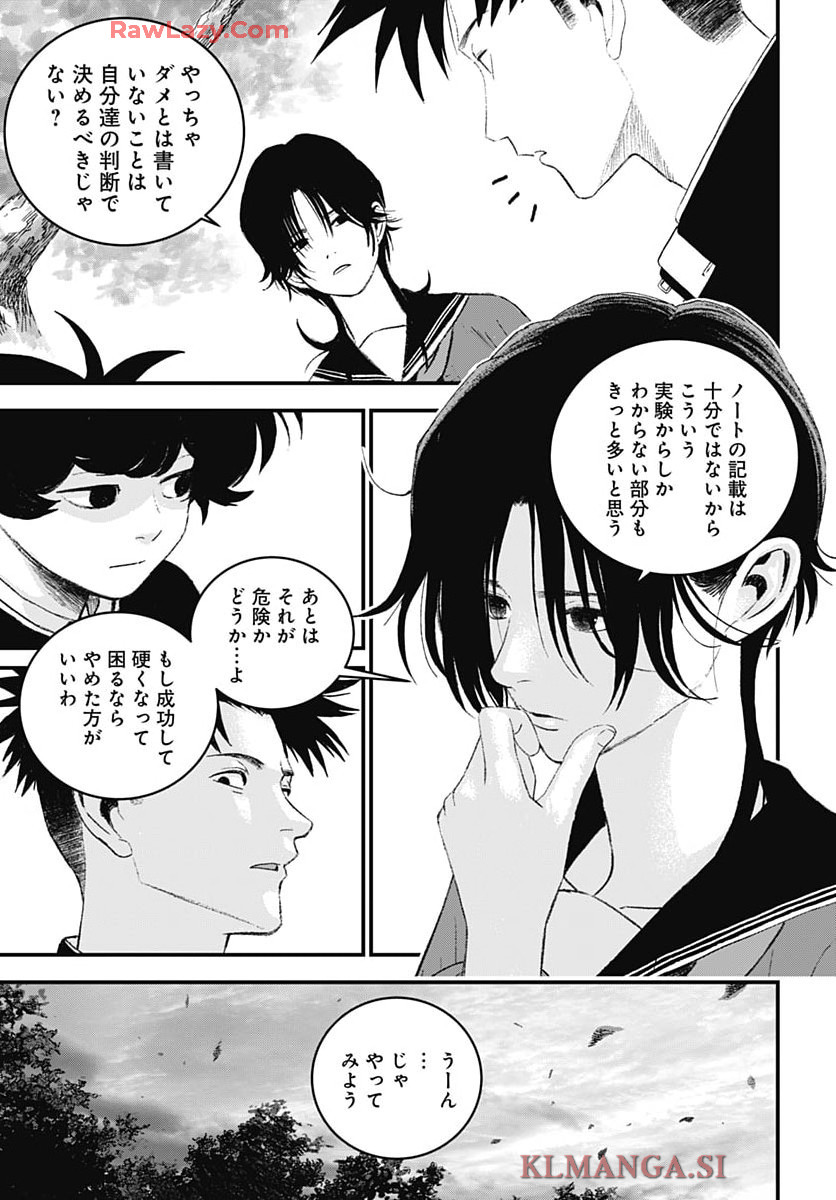 RawLazy.Com
やっちゃ
ダメとは書いて
いないことは
自分達の判断で
決めるべきじゃ
ない？
ノートの記載は
十分ではないから
こういう
実験からしか
わからない部分も
きっと多いと思う
あとは
それが
危険か
どうか…よ
もし成功して
硬くなって
困るなら
やめた方が
いいわ
うーん
…
じゃ
やって
みよう
KLMANGA.SI